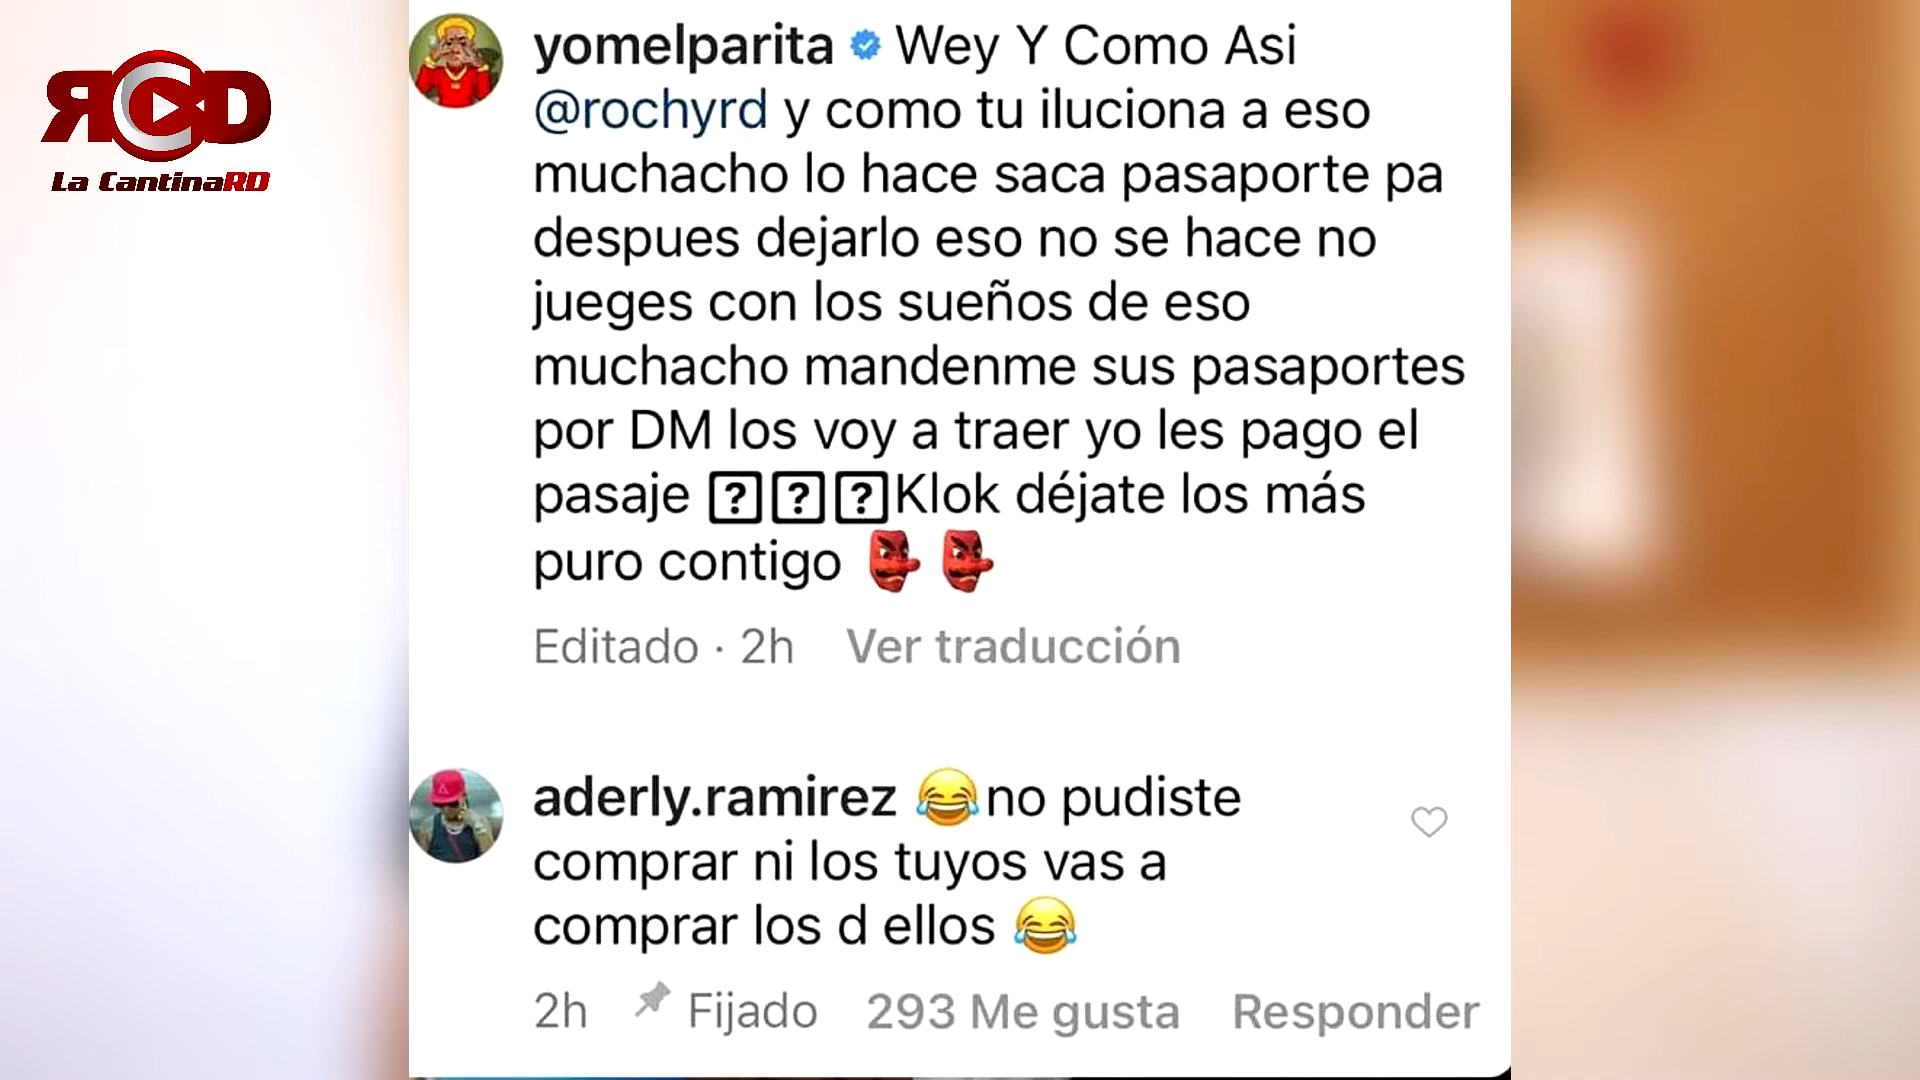 RCD
La CantinaRD
yomelparita Wey Y Como Asi
@rochyrd y como tu iluciona a eso
muchacho lo hace saca pasaporte pa
despues dejarlo eso no se hace no
jueges con los sueños de eso
muchacho mandenme sus pasaportes
por DM los voy a traer yo les pago el
pasaje ⍰⍰⍰Klok déjate los más
puro contigo 👺 👺
Editado · 2h Ver traducción
aderly.ramirez 😂no pudiste
comprar ni los tuyos vas a
comprar los d ellos 😂
2h Fijado 293 Me gusta Responder